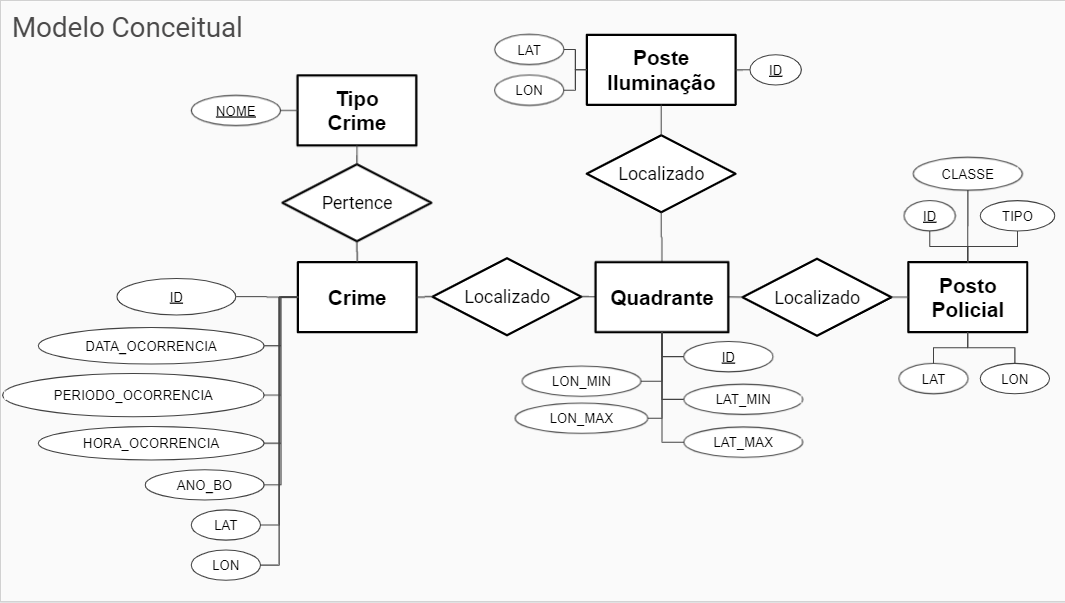 Modelo Conceitual
LAT
LON
Poste
Iluminação
ID
NOME
Tipo
Crime
Pertence
Localizado
CLASSE
ID
TIPO
ID
Crime
Localizado
Quadrante
Localizado
Posto
Policial
DATA_OCORRENCIA
PERIODO_OCORRENCIA
HORA_OCORRENCIA
ANO_BO
LAT
LON
ID
LON_MIN
LAT_MIN
LON_MAX
LAT_MAX
LAT
LON